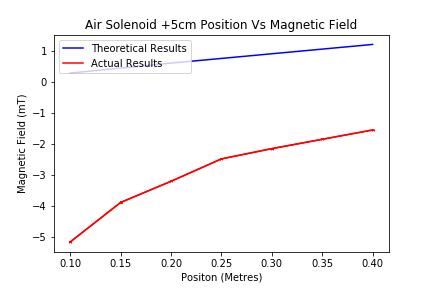 Air Solenoid +5cm Position Vs Magnetic Field
Theoretical Results
Actual Results
Magnetic Field (mT)
1
0
−1
−2
−3
−4
−5
0.10 0.15 0.20 0.25 0.30 0.35 0.40
Positon (Metres)